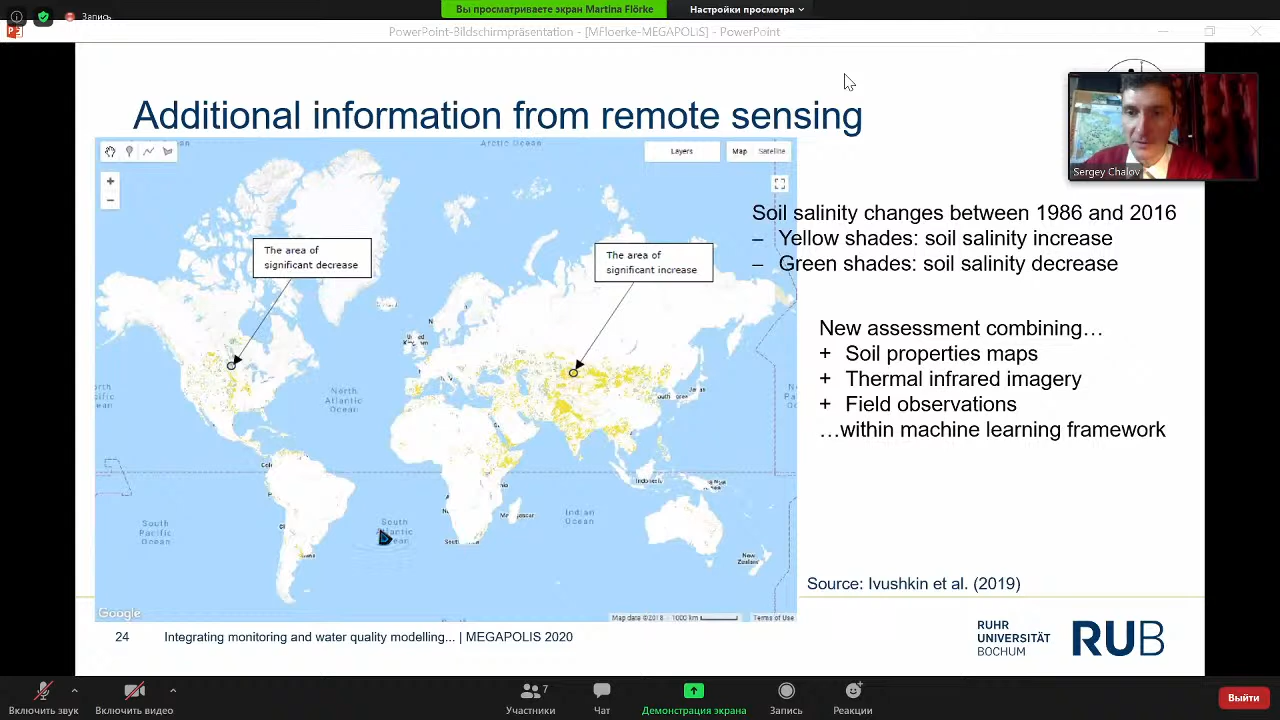 Запись
Вы просматриваете экран Martina Flörke
Настройки просмотра
PowerPoint-Bildschirmpräsentation - [MFloerke-MEGAPOLiS] - PowerPoint
Additional information from remote sensing
Sergey Chalov
Arctic Ocean
Layers
Map
Satellite
+
−
The area of
significant decrease
The area of
significant increase
Soil salinity changes between 1986 and 2016
– Yellow shades: soil salinity increase
– Green shades: soil salinity decrease
New assessment combining…
+ Soil properties maps
+ Thermal infrared imagery
+ Field observations
…within machine learning framework
North
Atlantic
Ocean
South
Pacific
Ocean
South
Atlantic
Indian
Ocean
New
Google
Map data ©2018
1000 km
Terms of Use
Source: Ivushkin et al. (2019)
24
Integrating monitoring and water quality modelling... | MEGAPOLIS 2020
RUHR
UNIVERSITÄT
BOCHUM
RUB
Включить звук
Включить видео
7
Участники
Чат
Демонстрация экрана
Запись
Реакции
Выйти